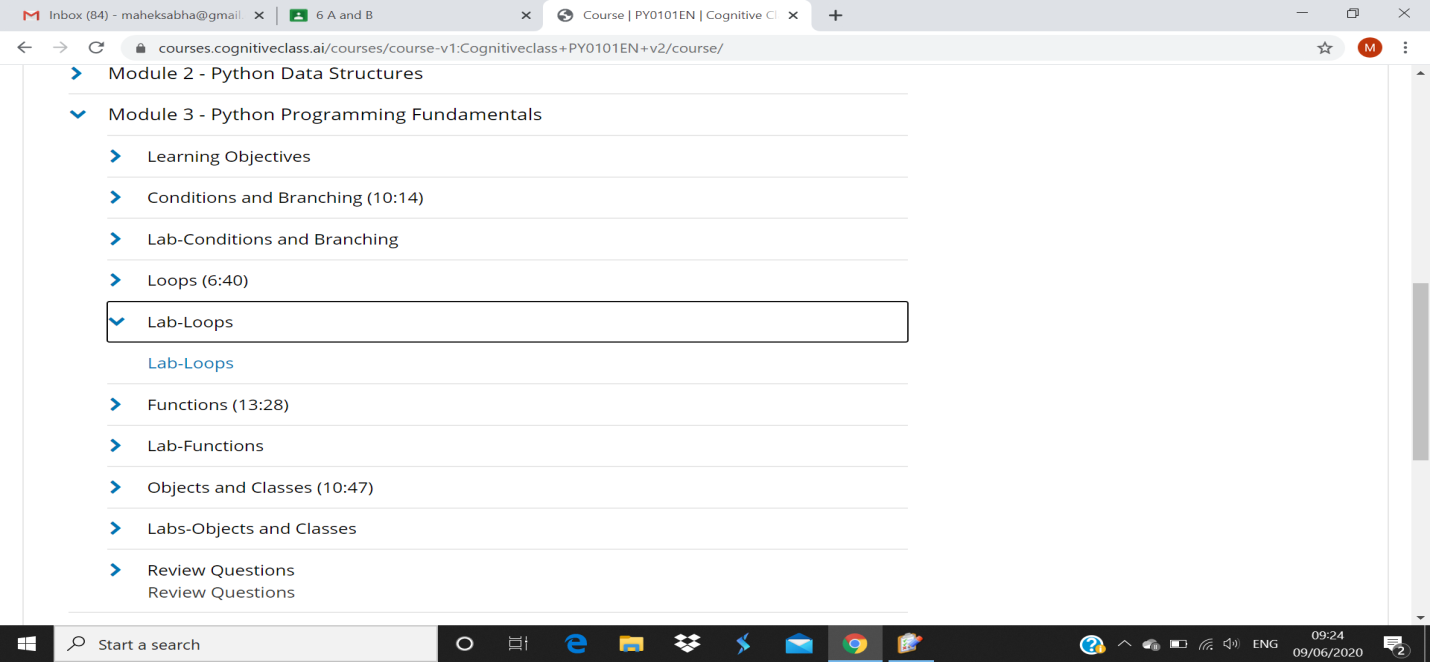 Inbox (84) - maheksabha@gmail.
6 A and B
Course | PY0101EN | Cognitive Cl
courses.cognitiveclass.ai/courses/course-v1:Cognitiveclass+PY0101EN+v2/course/
M
Module 2 - Python Data Structures
Module 3 - Python Programming Fundamentals
Learning Objectives
Conditions and Branching (10:14)
Lab-Conditions and Branching
Loops (6:40)
Lab-Loops
Lab-Loops
Functions (13:28)
Lab-Functions
Objects and Classes (10:47)
Labs-Objects and Classes
Review Questions
Review Questions
Start a search
ENG
09:24
09/06/2020
2